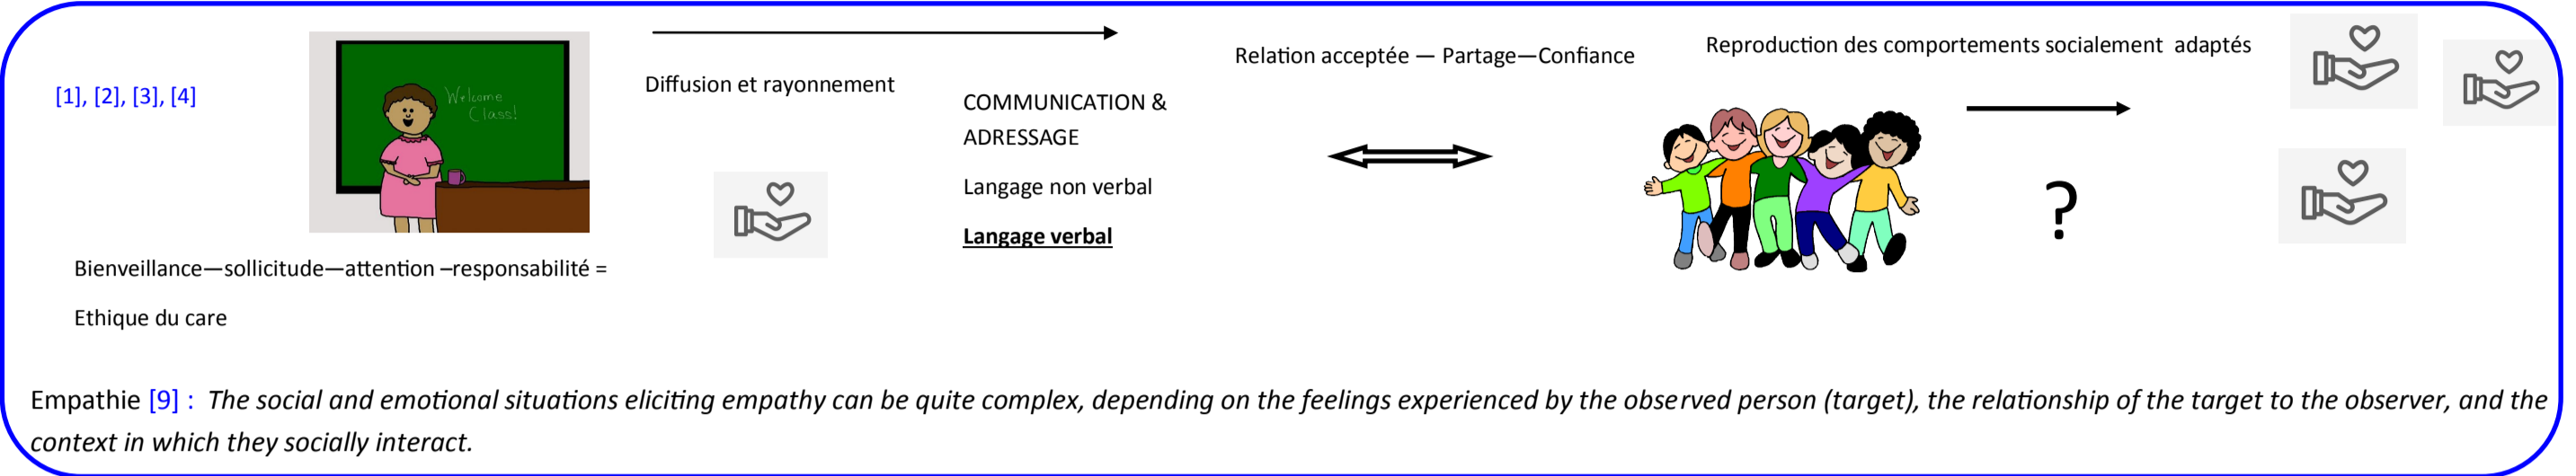 [1], [2], [3], [4]
Welcome
Class!
Bienveillance—sollicitude—attention –responsabilité =
Ethique du care
Diffusion et rayonnement
COMMUNICATION &
ADRESSAGE
Langage non verbal
Langage verbal
Relation acceptée — Partage—Confiance
Reproduction des comportements socialement adaptés
?
Empathie [9] : The social and emotional situations eliciting empathy can be quite complex, depending on the feelings experienced by the observed person (target), the relationship of the target to the observer, and the
context in which they socially interact.